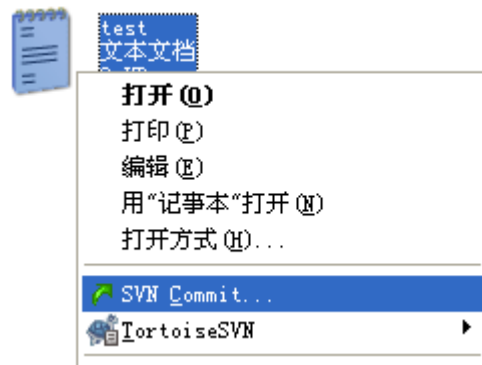 test
文本文档
打开(O)
打印(P)
编辑(E)
用“记事本”打开(N)
打开方式(H)...
SVN Commit...
TortoiseSVN